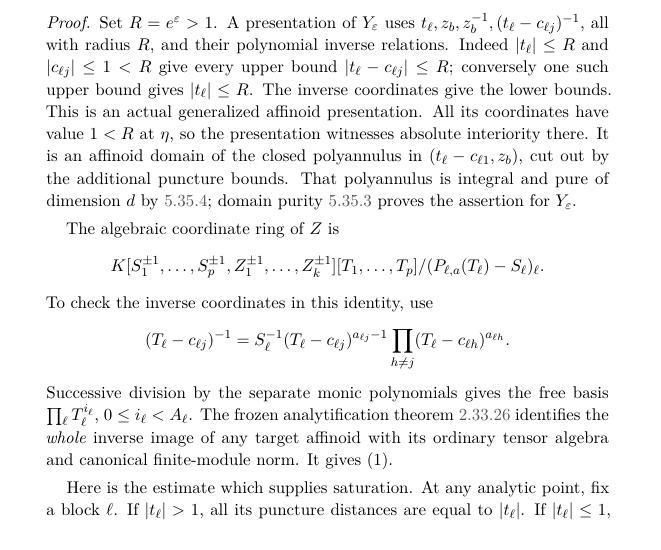 Proof. Set R = e^ε > 1. A presentation of Y_ε uses t_ℓ, z_b, z_b^{-1}, (t_ℓ − c_{ℓj})^{-1}, all
with radius R, and their polynomial inverse relations. Indeed |t_ℓ| ≤ R and
|c_{ℓj}| ≤ 1 < R give every upper bound |t_ℓ − c_{ℓj}| ≤ R; conversely one such
upper bound gives |t_ℓ| ≤ R. The inverse coordinates give the lower bounds.
This is an actual generalized affinoid presentation. All its coordinates have
value 1 < R at η, so the presentation witnesses absolute interiority there. It
is an affinoid domain of the closed polyannulus in (t_ℓ − c_{ℓ1}, z_b), cut out by
the additional puncture bounds. That polyannulus is integral and pure of
dimension d by 5.35.4; domain purity 5.35.3 proves the assertion for Y_ε.
The algebraic coordinate ring of Z is
K[S_1^{±1}, . . . , S_p^{±1}, Z_1^{±1}, . . . , Z_k^{±1}][T_1, . . . , T_p]/(P_{ℓ,a}(T_ℓ) − S_ℓ)_ℓ.
To check the inverse coordinates in this identity, use
(T_ℓ − c_{ℓj})^{-1} = S_ℓ^{-1}(T_ℓ − c_{ℓj})^{a_{ℓj}−1} ∏_{h≠j}(T_ℓ − c_{ℓh})^{a_{ℓh}}.
Successive division by the separate monic polynomials gives the free basis
∏_ℓ T_ℓ^{i_ℓ}, 0 ≤ i_ℓ < A_ℓ. The frozen analytification theorem 2.33.26 identifies the
whole inverse image of any target affinoid with its ordinary tensor algebra
and canonical finite-module norm. It gives (1).
Here is the estimate which supplies saturation. At any analytic point, fix
a block ℓ. If |t_ℓ| > 1, all its puncture distances are equal to |t_ℓ|. If |t_ℓ| ≤ 1,